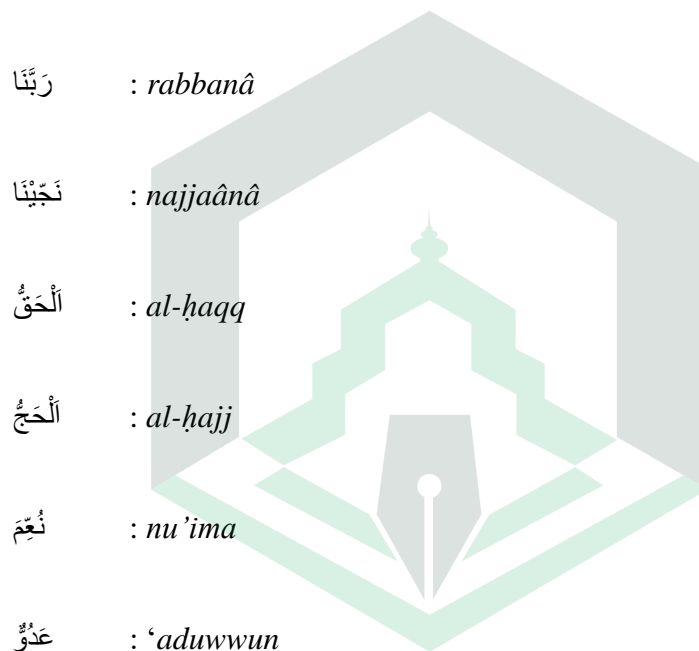 رَبَّنَا : rabbanâ
نَجّيْنَا : najjaânâ
اَلْحَقُّ : al-ḥaqq
اَلْحَجُّ : al-ḥajj
نُعِّمَ : nu’ima
عَدُوٌّ : ‘aduwwun